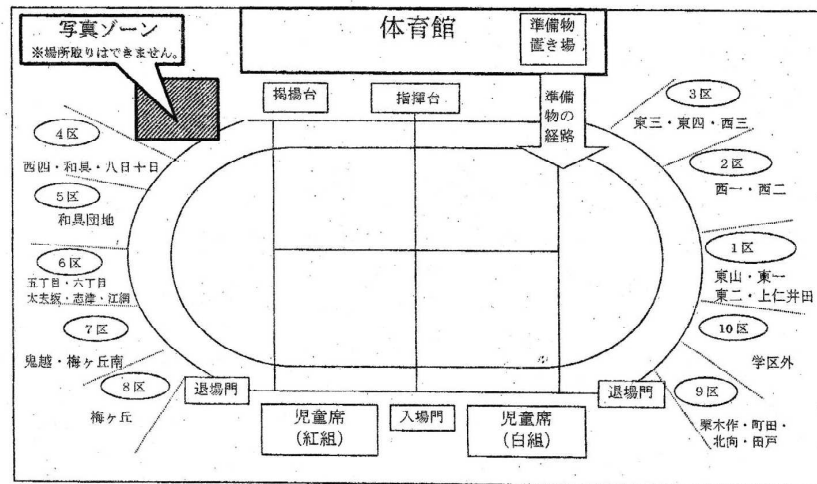 写真ゾーン
※場所取りはできません。
体育館
準備物
置き場
掲揚台
指揮台
準備
物の
経路
3区
東三・東四・西三
4区
西四・和具・八日十日
2区
西一・西二
5区
和具団地
1区
東山・東一
東二・上仁井田
6区
五丁目・六丁目
太夫坂・志津・江網
7区
鬼越・梅ヶ丘南
10区
学区外
8区
梅ヶ丘
退場門
退場門
9区
栗木作・町田・
北向・田戸
児童席
(紅組)
入場門
児童席
(白組)